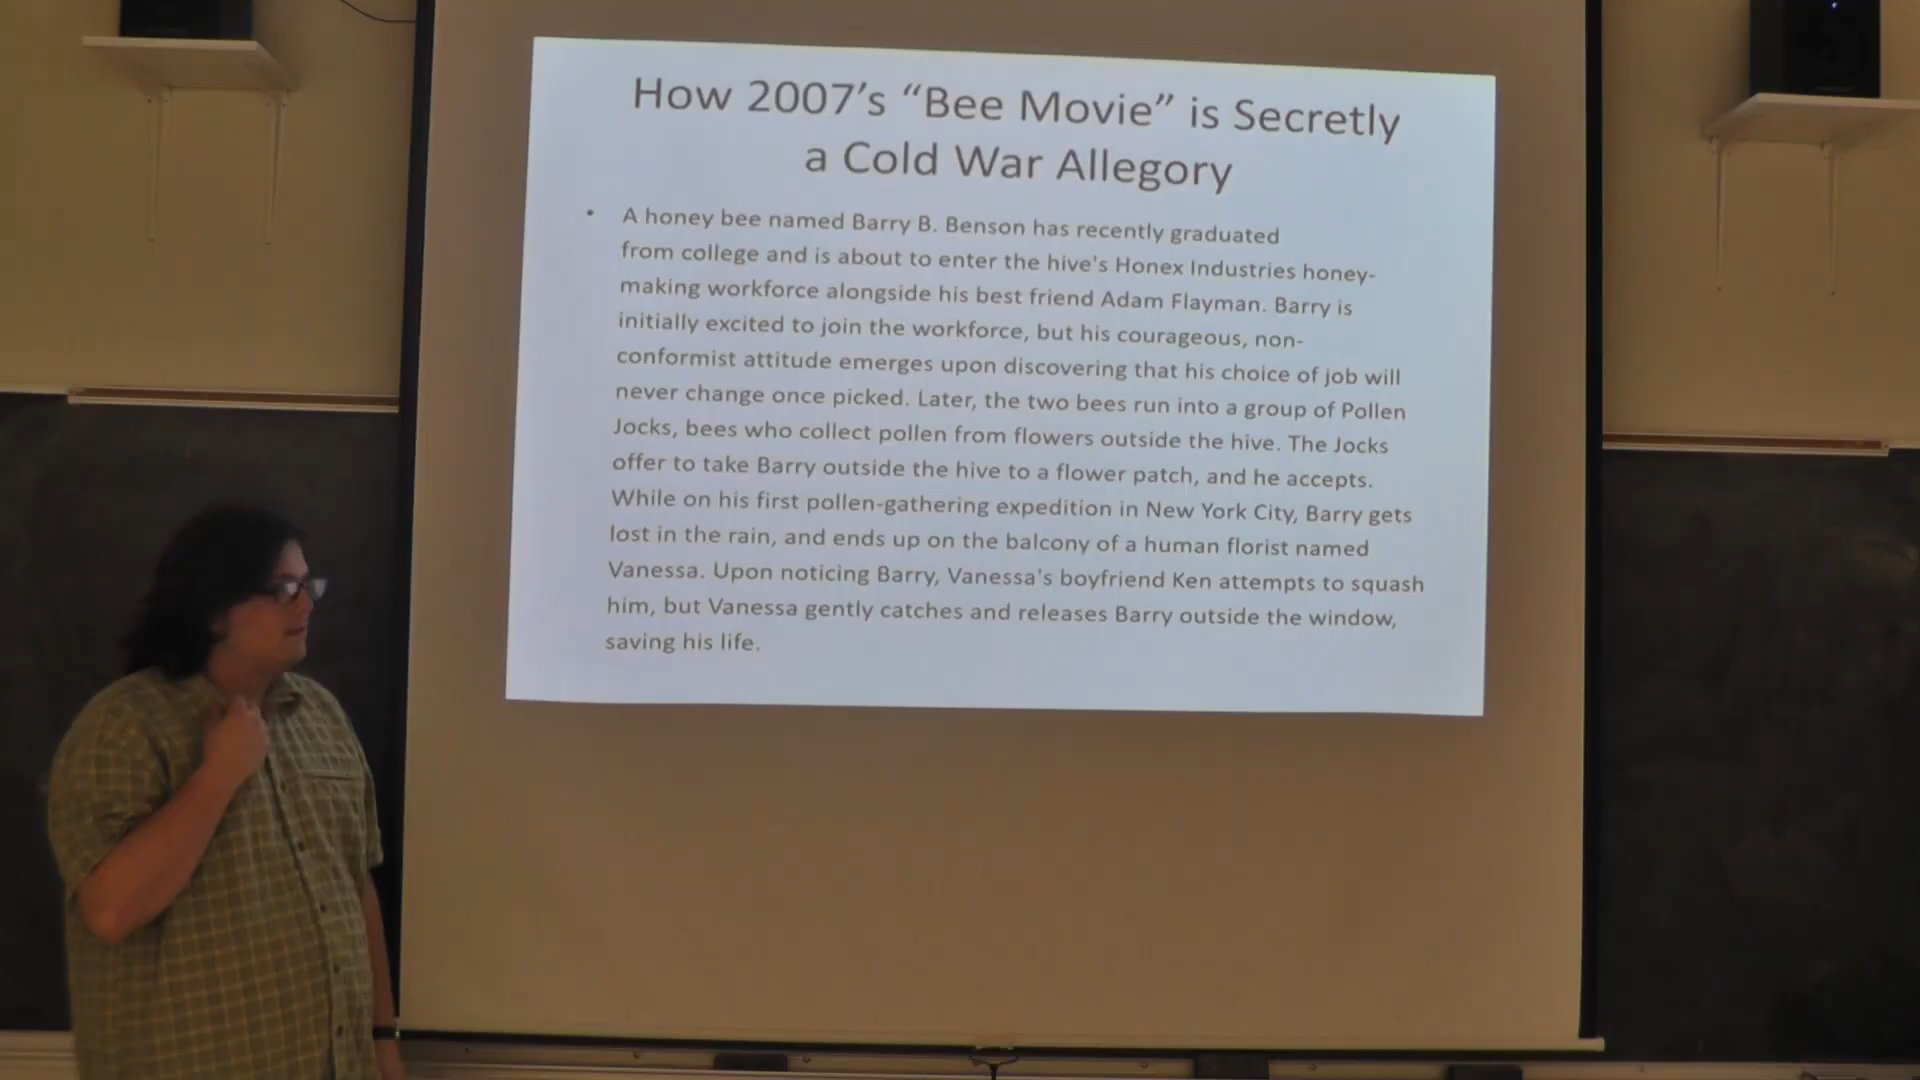 How 2007's “Bee Movie” is Secretly
a Cold War Allegory
• A honey bee named Barry B. Benson has recently graduated
from college and is about to enter the hive's Honex Industries honey-
making workforce alongside his best friend Adam Flayman. Barry is
initially excited to join the workforce, but his courageous, non-
conformist attitude emerges upon discovering that his choice of job will
never change once picked. Later, the two bees run into a group of Pollen
Jocks, bees who collect pollen from flowers outside the hive. The Jocks
offer to take Barry outside the hive to a flower patch, and he accepts.
While on his first pollen-gathering expedition in New York City, Barry gets
lost in the rain, and ends up on the balcony of a human florist named
Vanessa. Upon noticing Barry, Vanessa's boyfriend Ken attempts to squash
him, but Vanessa gently catches and releases Barry outside the window,
saving his life.